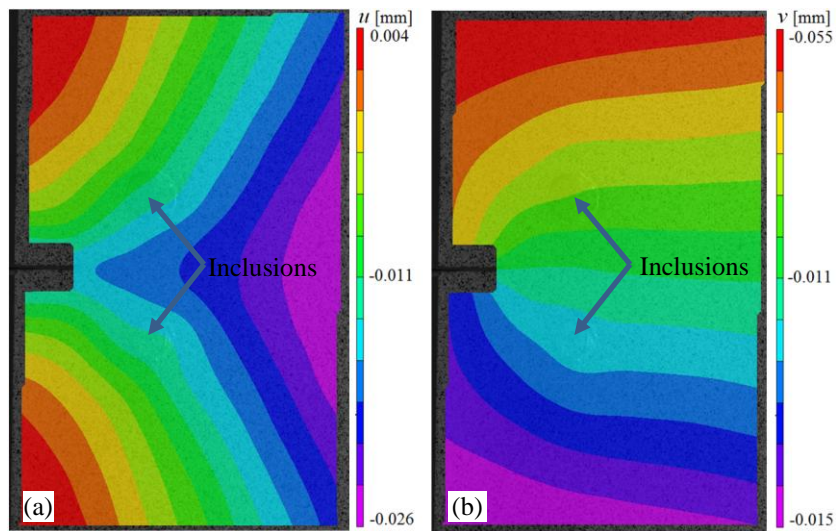 u [mm]
0.004
-0.011
-0.026
Inclusions
(a)
v [mm]
-0.055
-0.011
-0.015
Inclusions
(b)